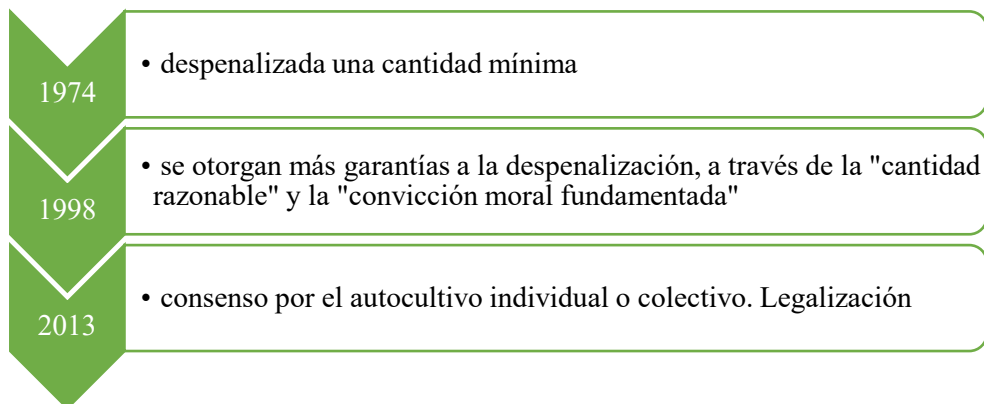 1974
• despenalizada una cantidad mínima
1998
• se otorgan más garantías a la despenalización, a través de la "cantidad
razonable" y la "convicción moral fundamentada"
2013
• consenso por el autocultivo individual o colectivo. Legalización